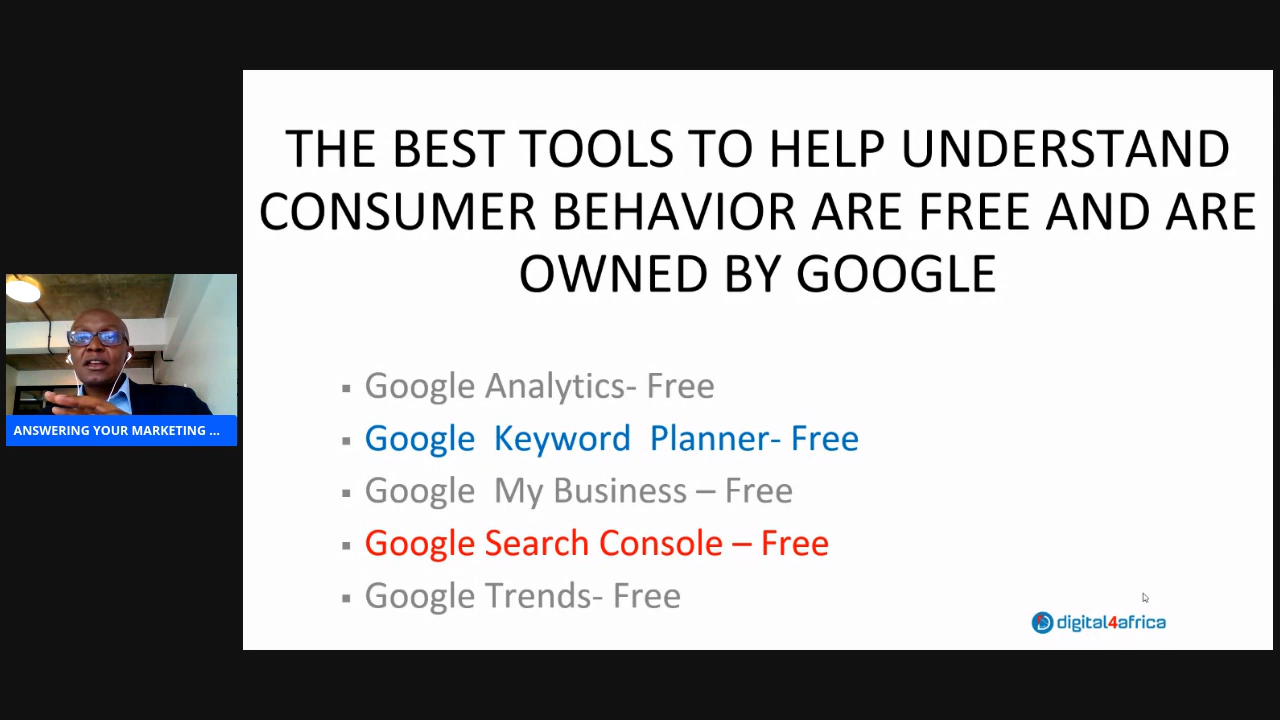 THE BEST TOOLS TO HELP UNDERSTAND
CONSUMER BEHAVIOR ARE FREE AND ARE
OWNED BY GOOGLE
▪ Google Analytics- Free
▪ Google Keyword Planner- Free
▪ Google My Business – Free
▪ Google Search Console – Free
▪ Google Trends- Free
digital4africa
ANSWERING YOUR MARKETING ...